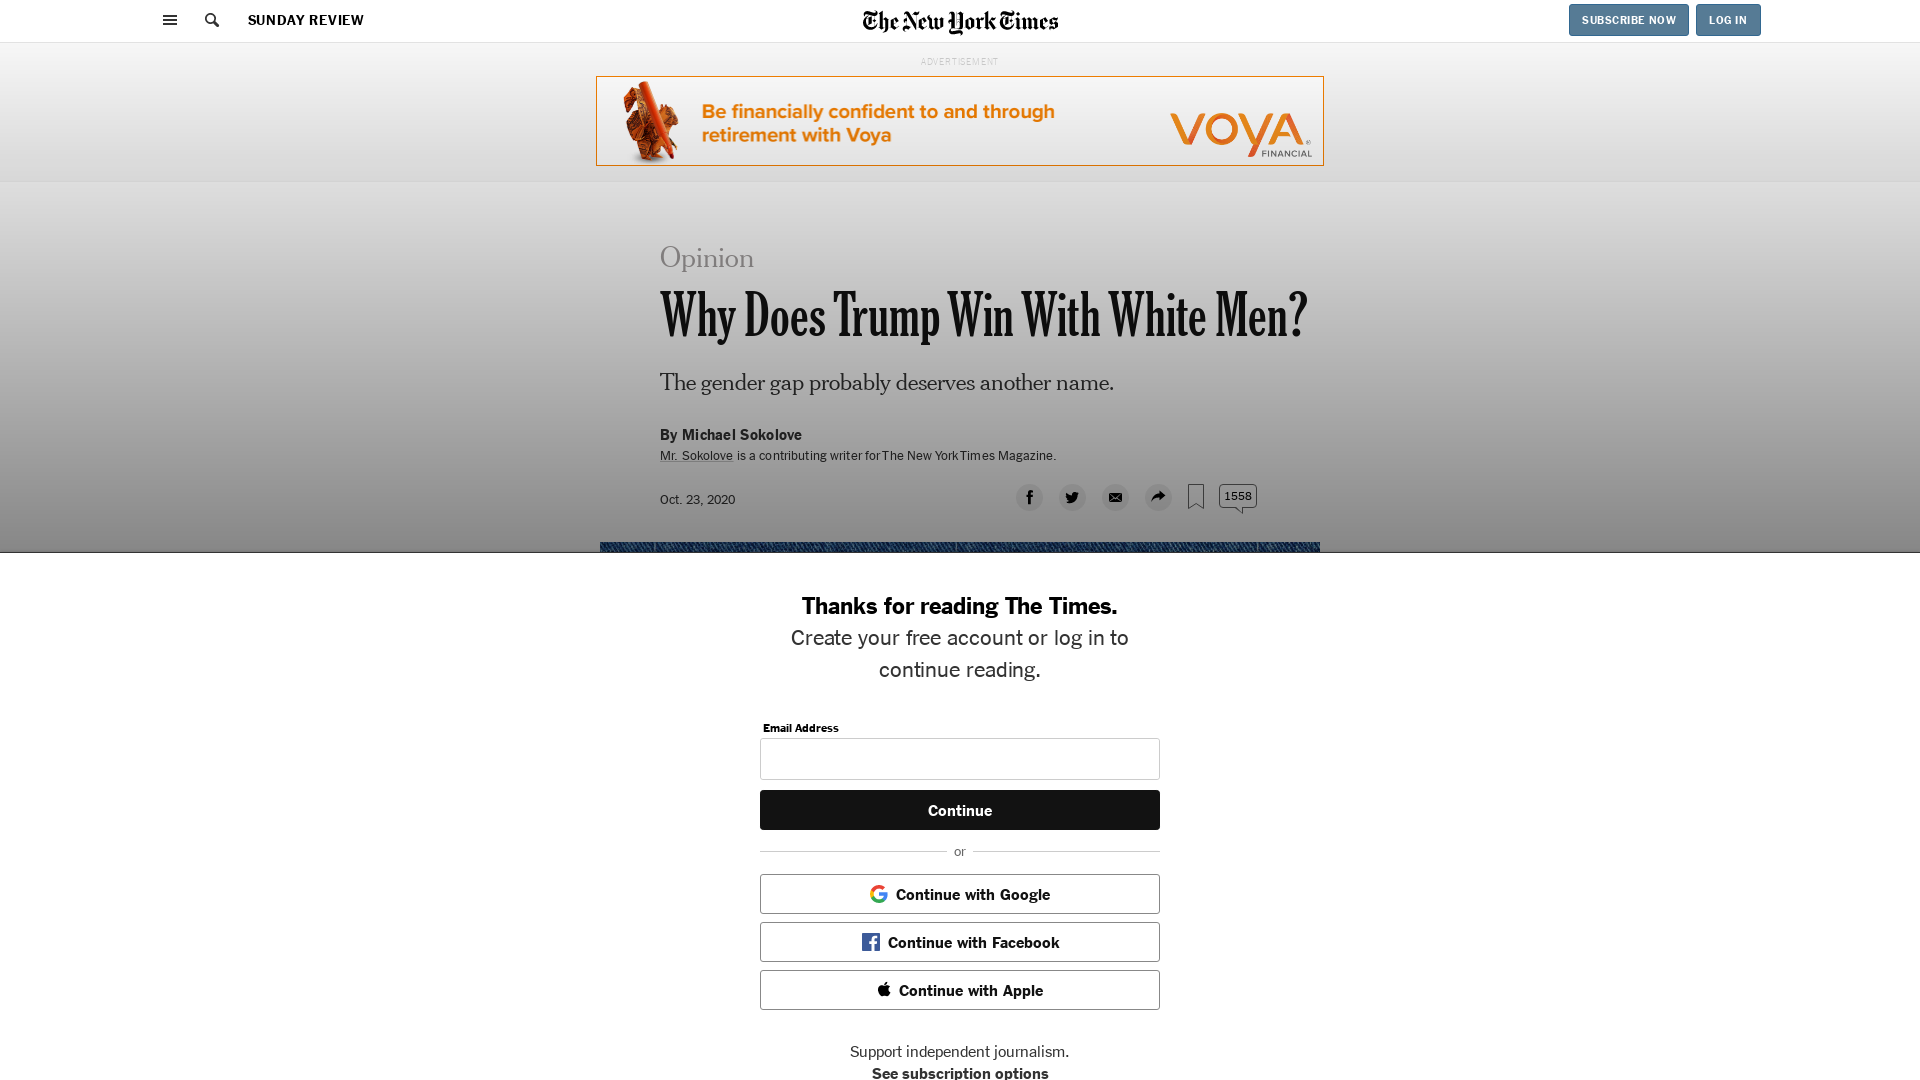 SUNDAY REVIEW
The New York Times
SUBSCRIBE NOW
LOG IN
ADVERTISEMENT
Be financially confident to and through
retirement with Voya
VOYA®
FINANCIAL
Opinion
Why Does Trump Win With White Men?
The gender gap probably deserves another name.
By Michael Sokolove
Mr. Sokolove is a contributing writer for The New York Times Magazine.
Oct. 23, 2020
1558
Thanks for reading The Times.
Create your free account or log in to
continue reading.
Email Address
Continue
or
Continue with Google
Continue with Facebook
Continue with Apple
Support independent journalism.
See subscription options